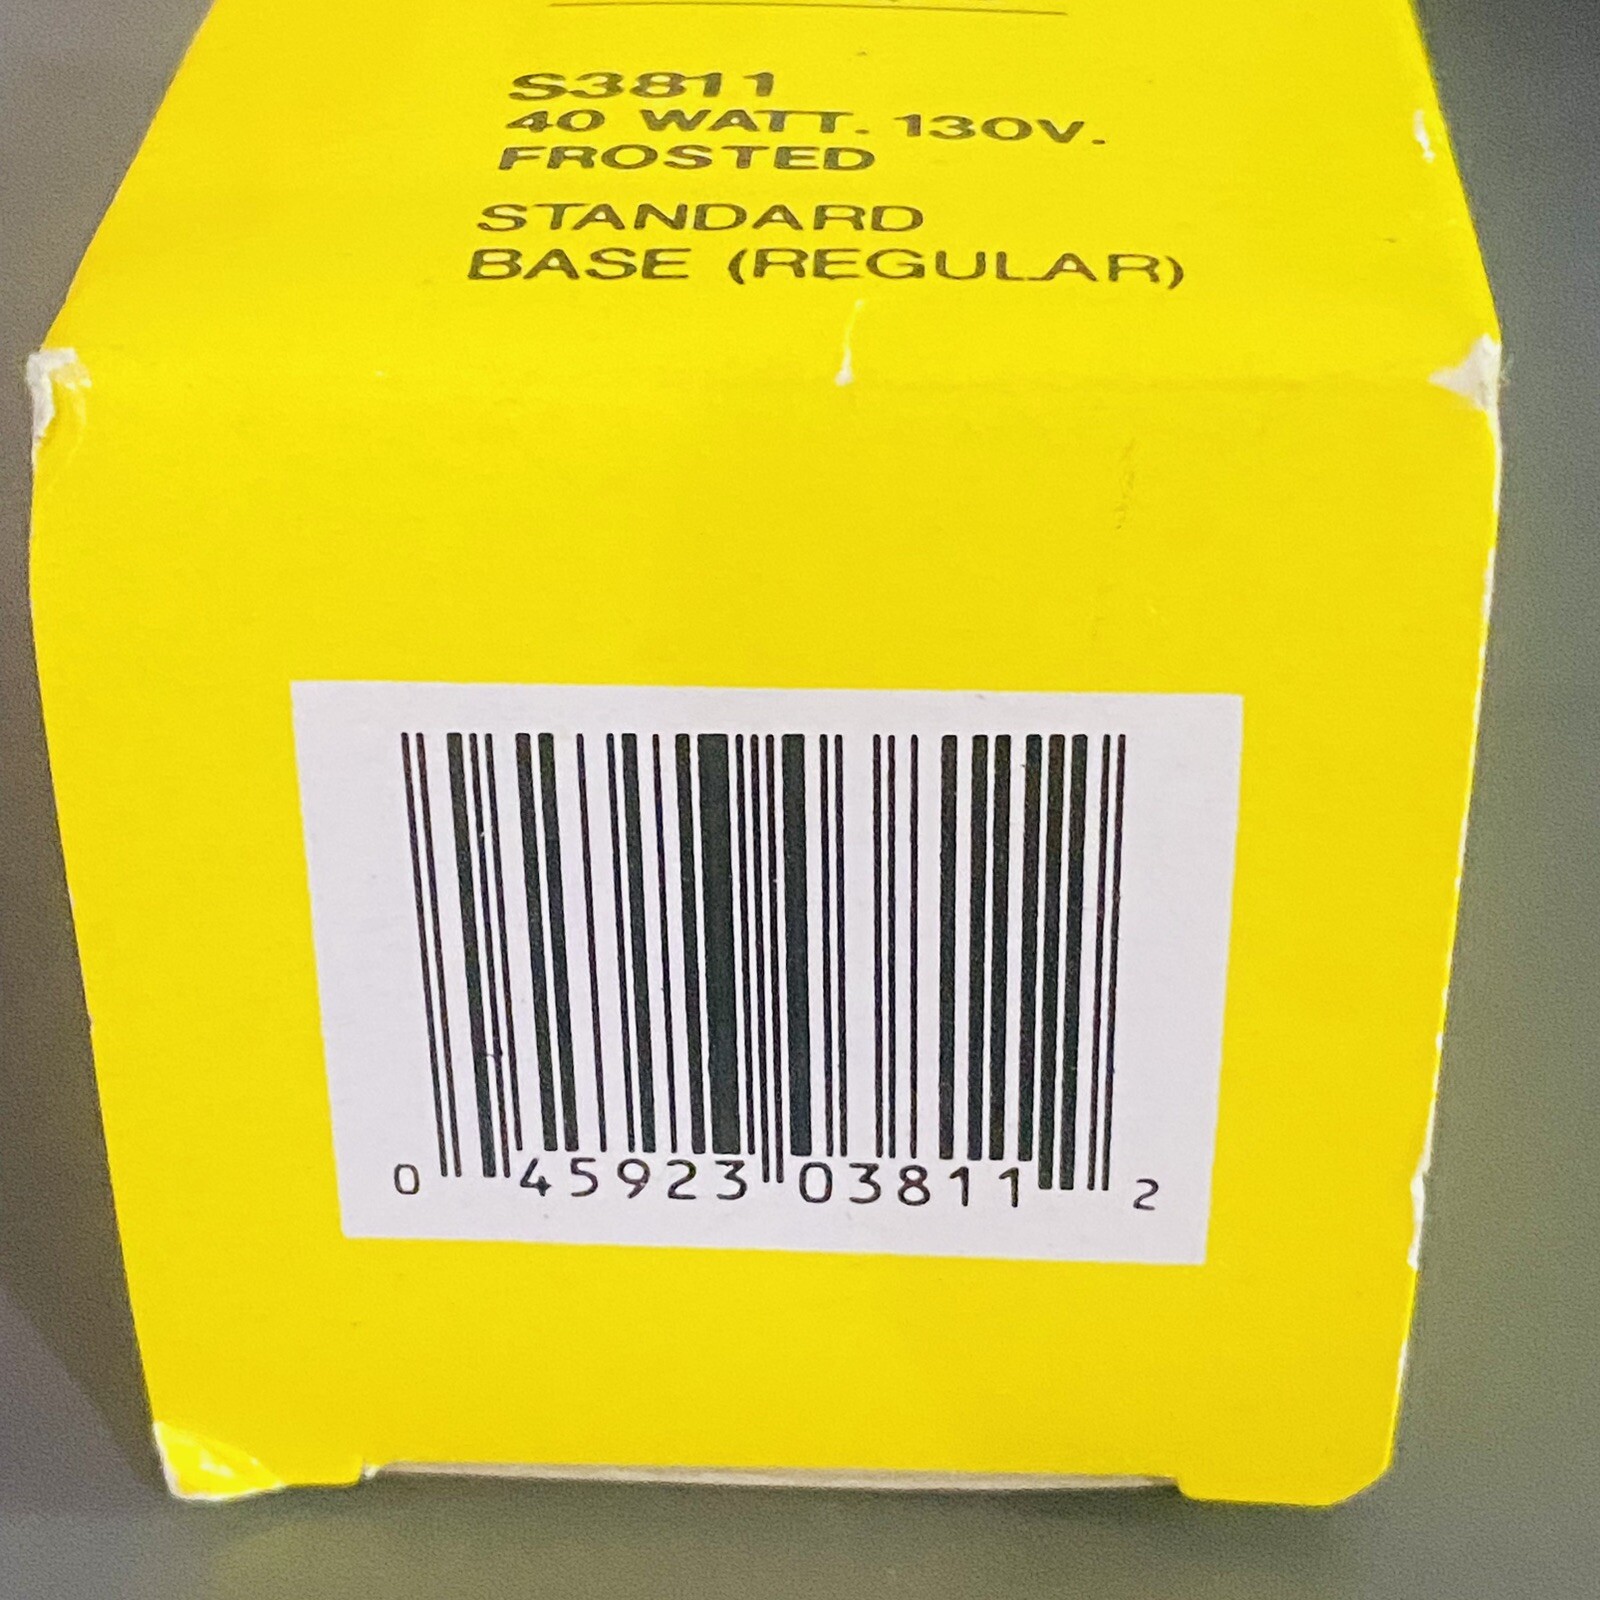 S3811
40 WATT. 130V.
FROSTED
STANDARD
BASE (REGULAR)
0 45923 03811 2